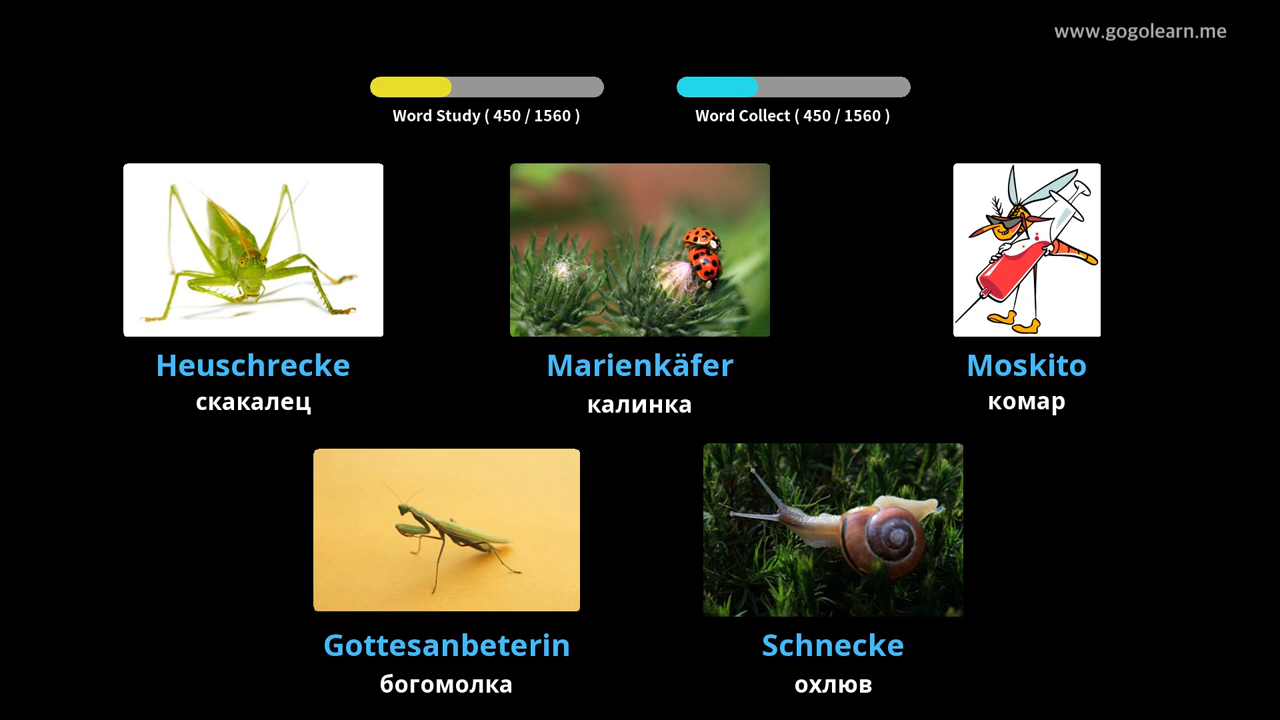 www.gogolearn.me
Word Study ( 450 / 1560 )
Word Collect ( 450 / 1560 )
Heuschrecke
скакалец
Marienkäfer
калинка
Moskito
комар
Gottesanbeterin
богомолка
Schnecke
охлюв